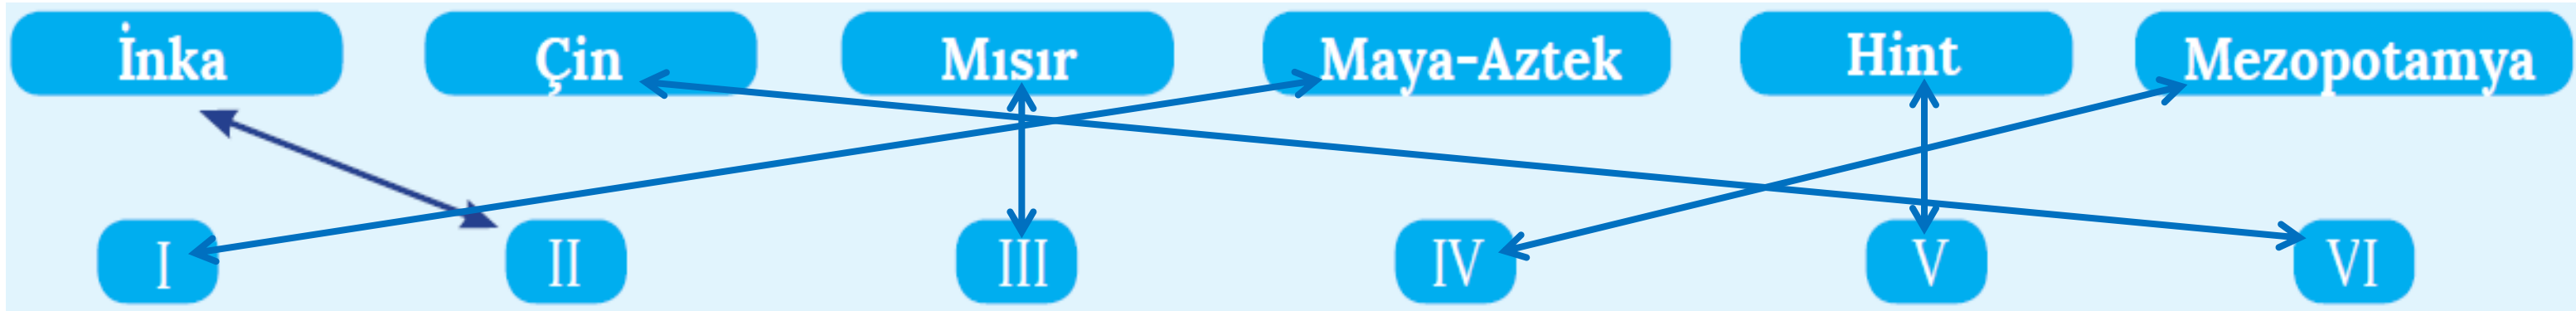 İnka Çin Mısır Maya-Aztek Hint Mezopotamya
I II III IV V VI